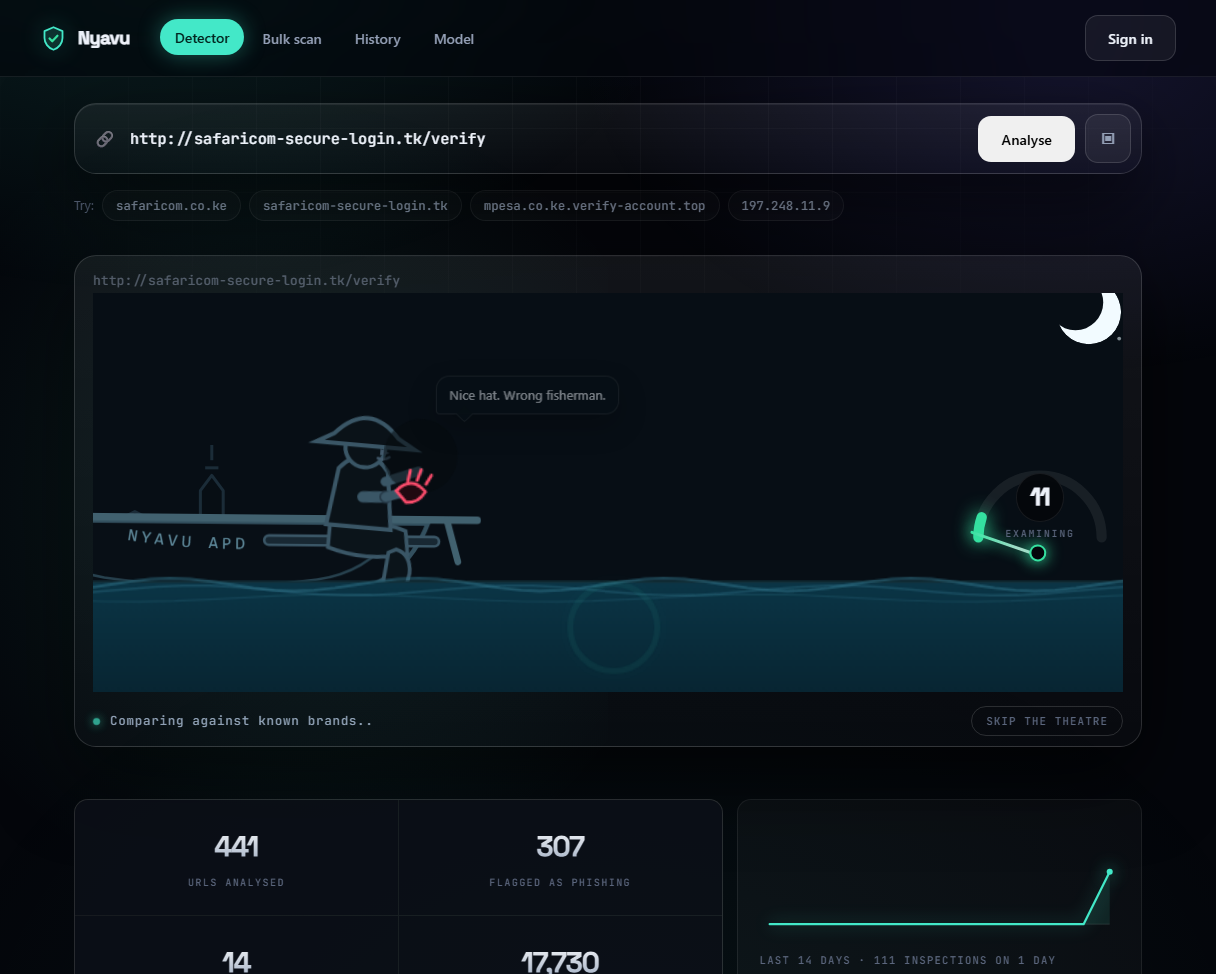 Nyavu
Detector
Bulk scan
History
Model
Sign in
http://safaricom-secure-login.tk/verify
Analyse
Try:
safaricom.co.ke
safaricom-secure-login.tk
mpesa.co.ke.verify-account.top
197.248.11.9
http://safaricom-secure-login.tk/verify
Nice hat. Wrong fisherman.
11
EXAMINING
NYAVU APD
Comparing against known brands..
SKIP THE THEATRE
441
URLS ANALYSED
307
FLAGGED AS PHISHING
14
17,730
LAST 14 DAYS · 111 INSPECTIONS ON 1 DAY